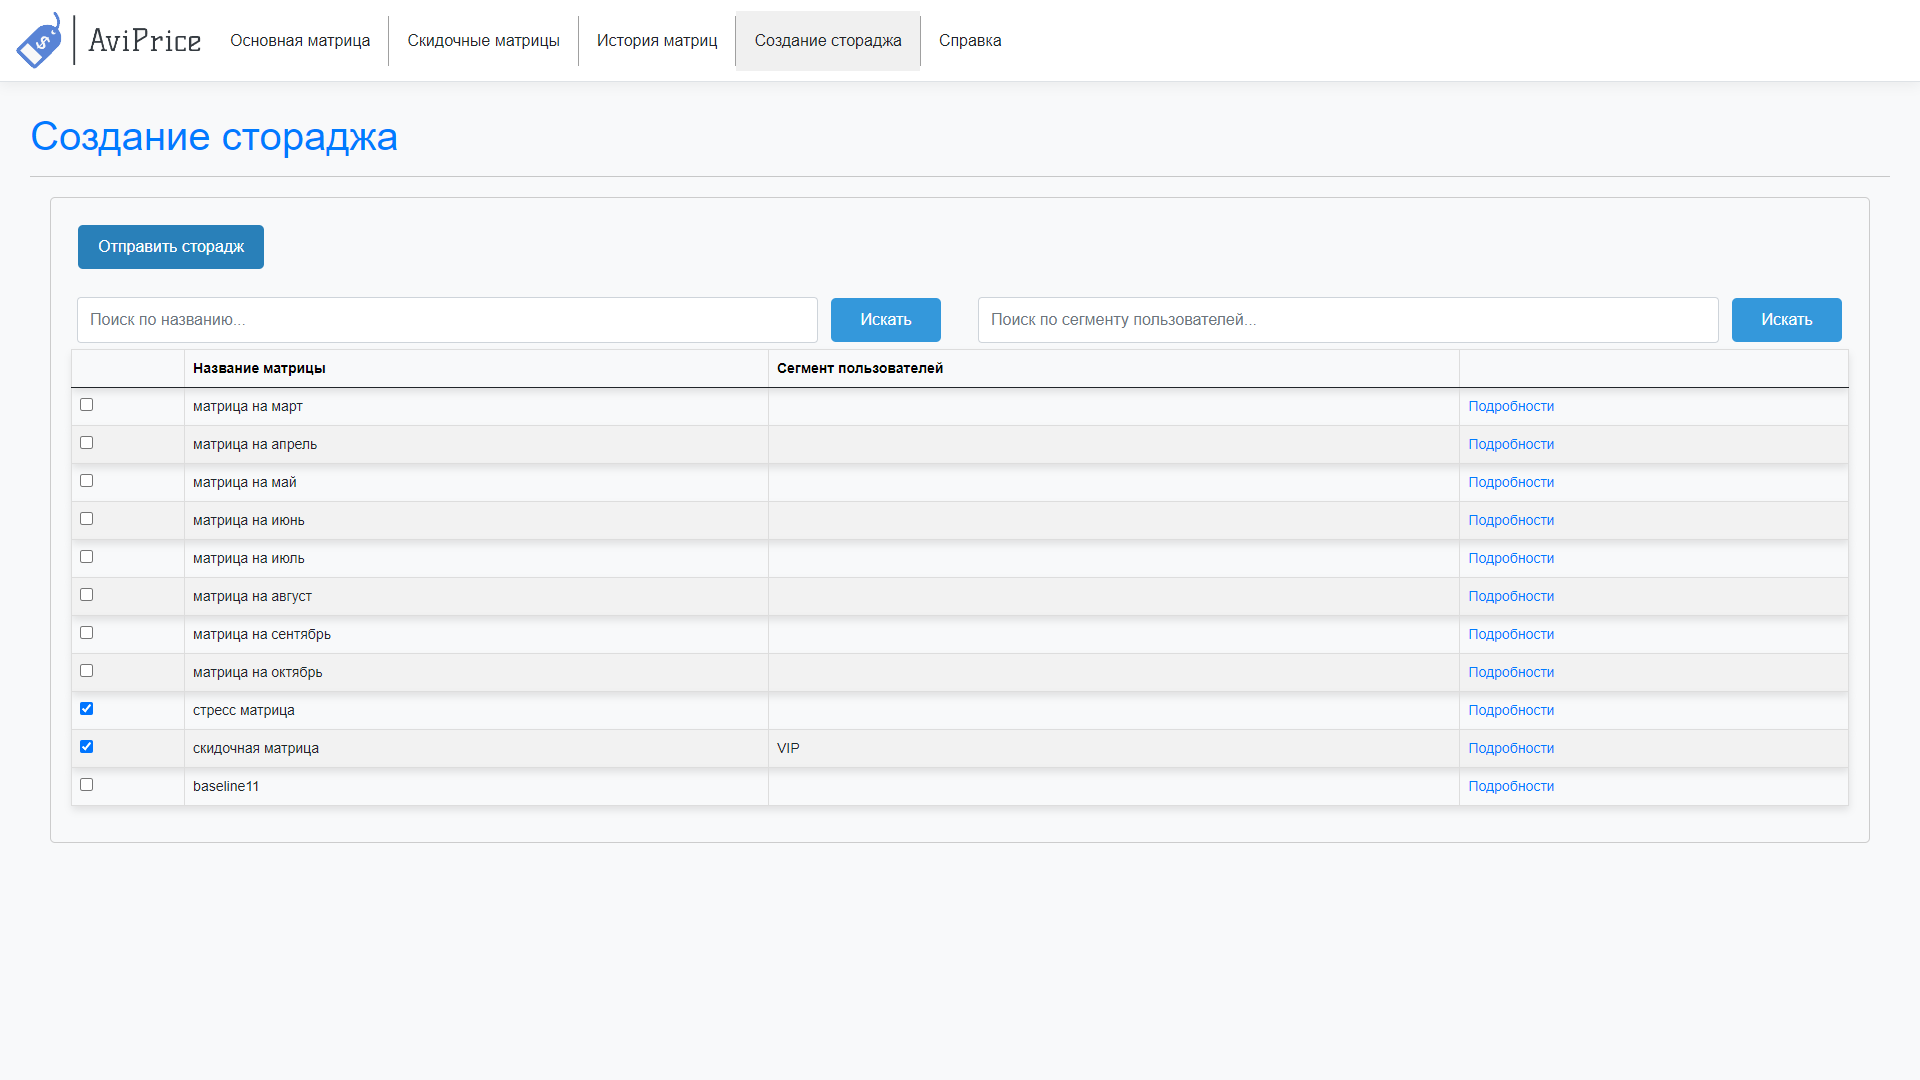 $ AviPrice Основная матрица Скидочные матрицы История матриц Создание стораджа Справка
Создание стораджа
Отправить сторадж
Поиск по названию... Искать Поиск по сегменту пользователей... Искать
Название матрицы Сегмент пользователей
матрица на март Подробности
матрица на апрель Подробности
матрица на май Подробности
матрица на июнь Подробности
матрица на июль Подробности
матрица на август Подробности
матрица на сентябрь Подробности
матрица на октябрь Подробности
стресс матрица Подробности
скидочная матрица VIP Подробности
baseline11 Подробности